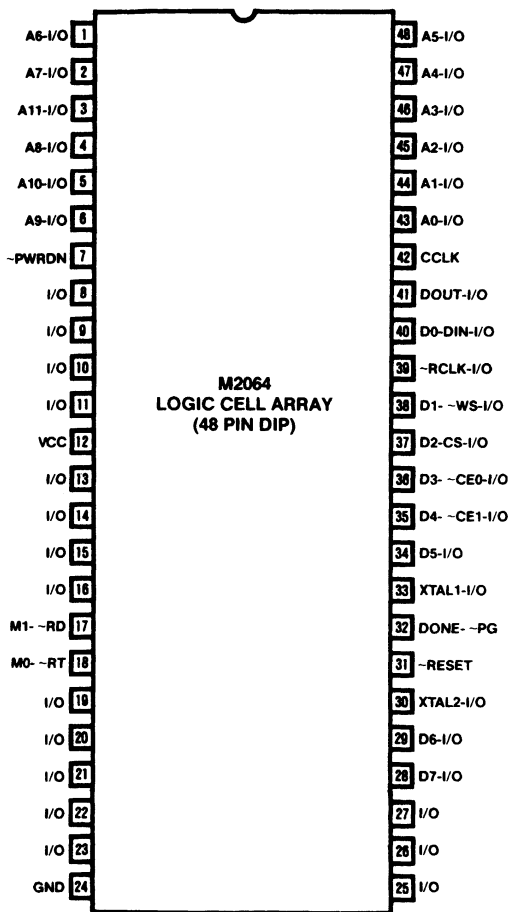 A6-I/O 1
A7-I/O 2
A11-I/O 3
A8-I/O 4
A10-I/O 5
A9-I/O 6
~PWRDN 7
I/O 8
I/O 9
I/O 10
I/O 11
VCC 12
I/O 13
I/O 14
I/O 15
I/O 16
M1- ~RD 17
M0- ~RT 18
I/O 19
I/O 20
I/O 21
I/O 22
I/O 23
GND 24
M2064
LOGIC CELL ARRAY
(48 PIN DIP)
48 A5-I/O
47 A4-I/O
46 A3-I/O
45 A2-I/O
44 A1-I/O
43 A0-I/O
42 CCLK
41 DOUT-I/O
40 D0-DIN-I/O
39 ~RCLK-I/O
38 D1- ~WS-I/O
37 D2-CS-I/O
36 D3- ~CE0-I/O
35 D4- ~CE1-I/O
34 D5-I/O
33 XTAL1-I/O
32 DONE- ~PG
31 ~RESET
30 XTAL2-I/O
29 D6-I/O
28 D7-I/O
27 I/O
26 I/O
25 I/O